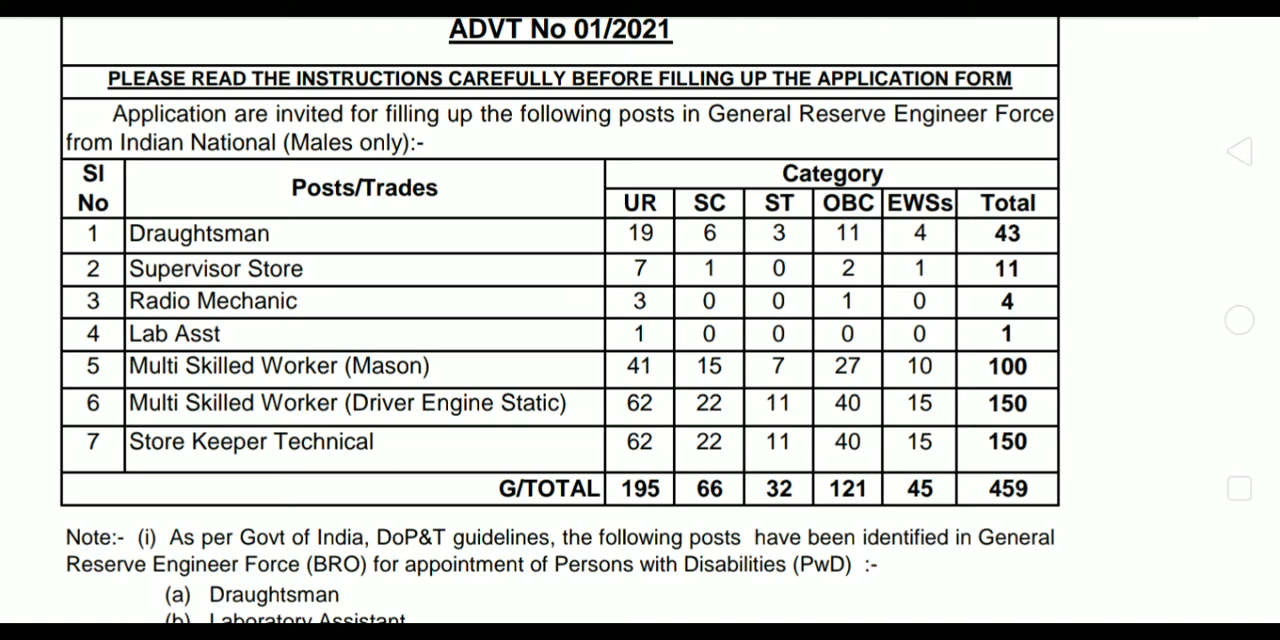 ADVT No 01/2021
PLEASE READ THE INSTRUCTIONS CAREFULLY BEFORE FILLING UP THE APPLICATION FORM
Application are invited for filling up the following posts in General Reserve Engineer Force
from Indian National (Males only):-
Sl No Posts/Trades Category
UR SC ST OBC EWSs Total
1 Draughtsman 19 6 3 11 4 43
2 Supervisor Store 7 1 0 2 1 11
3 Radio Mechanic 3 0 0 1 0 4
4 Lab Asst 1 0 0 0 0 1
5 Multi Skilled Worker (Mason) 41 15 7 27 10 100
6 Multi Skilled Worker (Driver Engine Static) 62 22 11 40 15 150
7 Store Keeper Technical 62 22 11 40 15 150
G/TOTAL 195 66 32 121 45 459
Note:- (i) As per Govt of India, DoP&T guidelines, the following posts have been identified in General
Reserve Engineer Force (BRO) for appointment of Persons with Disabilities (PwD) :-
(a) Draughtsman
(b) Laboratory Assistant